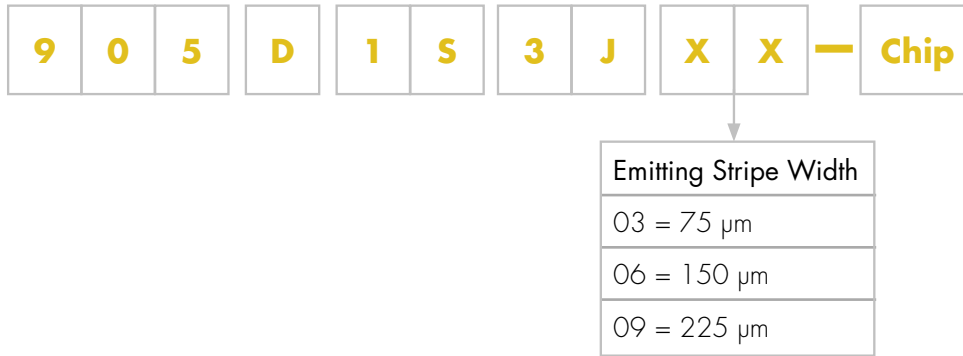 9 0 5 D 1 S 3 J X X — Chip
Emitting Stripe Width
03 = 75 µm
06 = 150 µm
09 = 225 µm